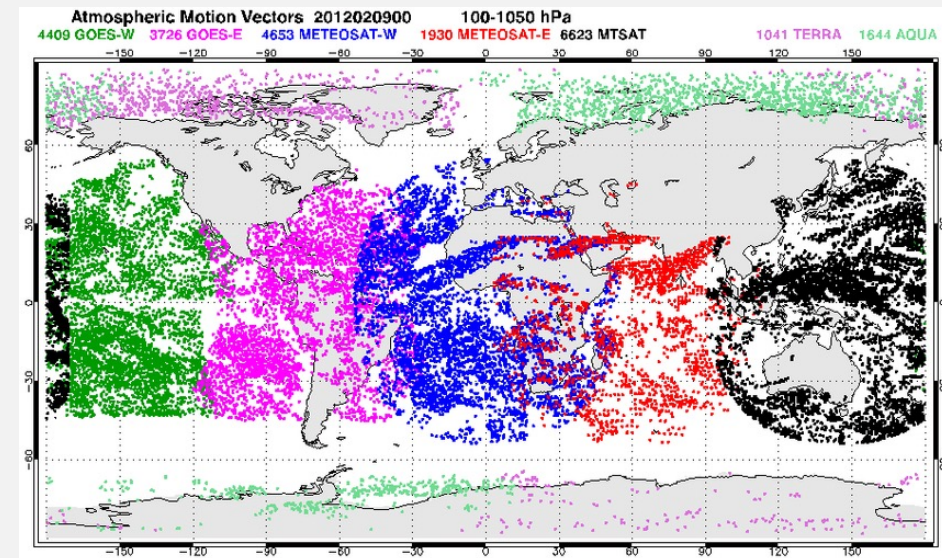 Atmospheric Motion Vectors 2012020900 100-1050 hPa
4409 GOES-W 3726 GOES-E 4653 METEOSAT-W 1930 METEOSAT-E 6623 MTSAT 1041 TERRA 1644 AQUA
-150 -120 -90 -60 -30 0 30 60 90 120 150
60
30
0
-30
-60
-150 -120 -90 -60 -30 0 30 60 90 120 150